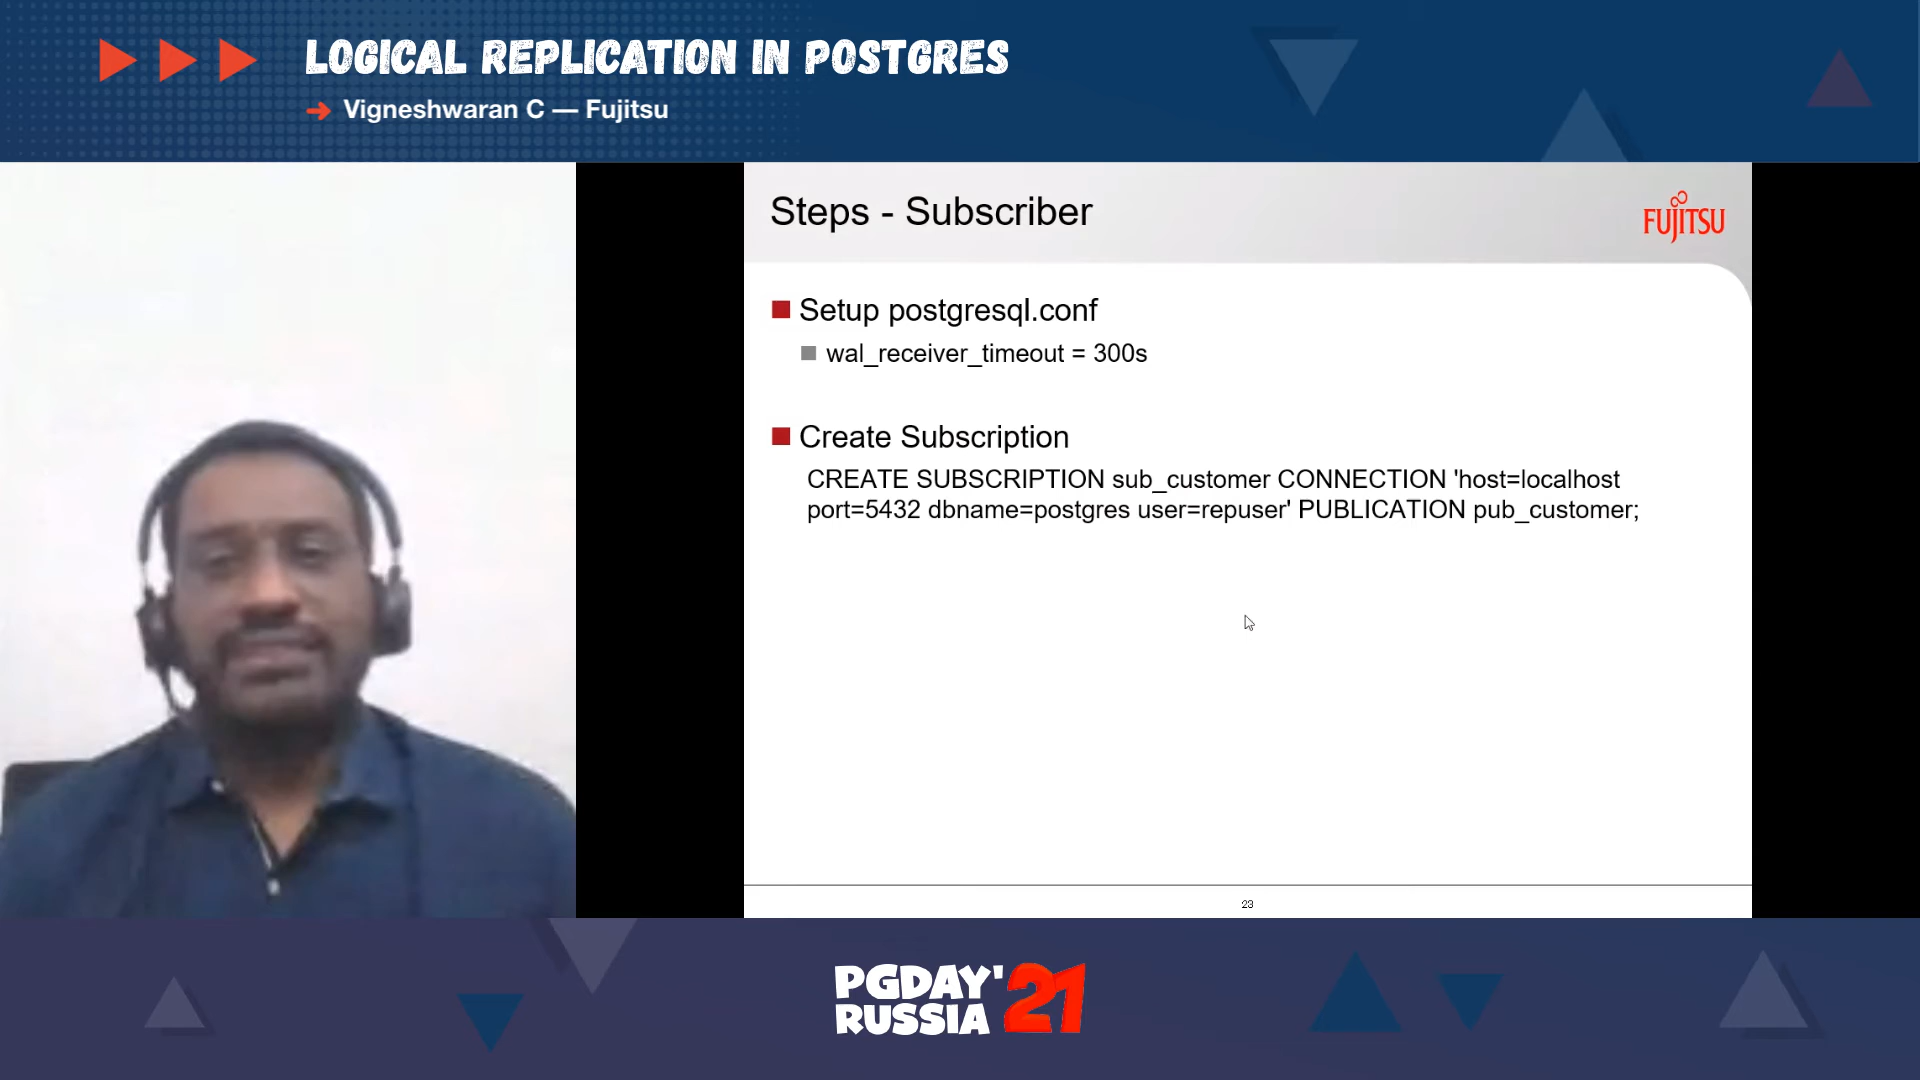 LOGICAL REPLICATION IN POSTGRES
Vigneshwaran C — Fujitsu
Steps - Subscriber
FUJITSU
Setup postgresql.conf
wal_receiver_timeout = 300s
Create Subscription
CREATE SUBSCRIPTION sub_customer CONNECTION 'host=localhost
port=5432 dbname=postgres user=repuser' PUBLICATION pub_customer;
23
PGDAY'21
RUSSIA